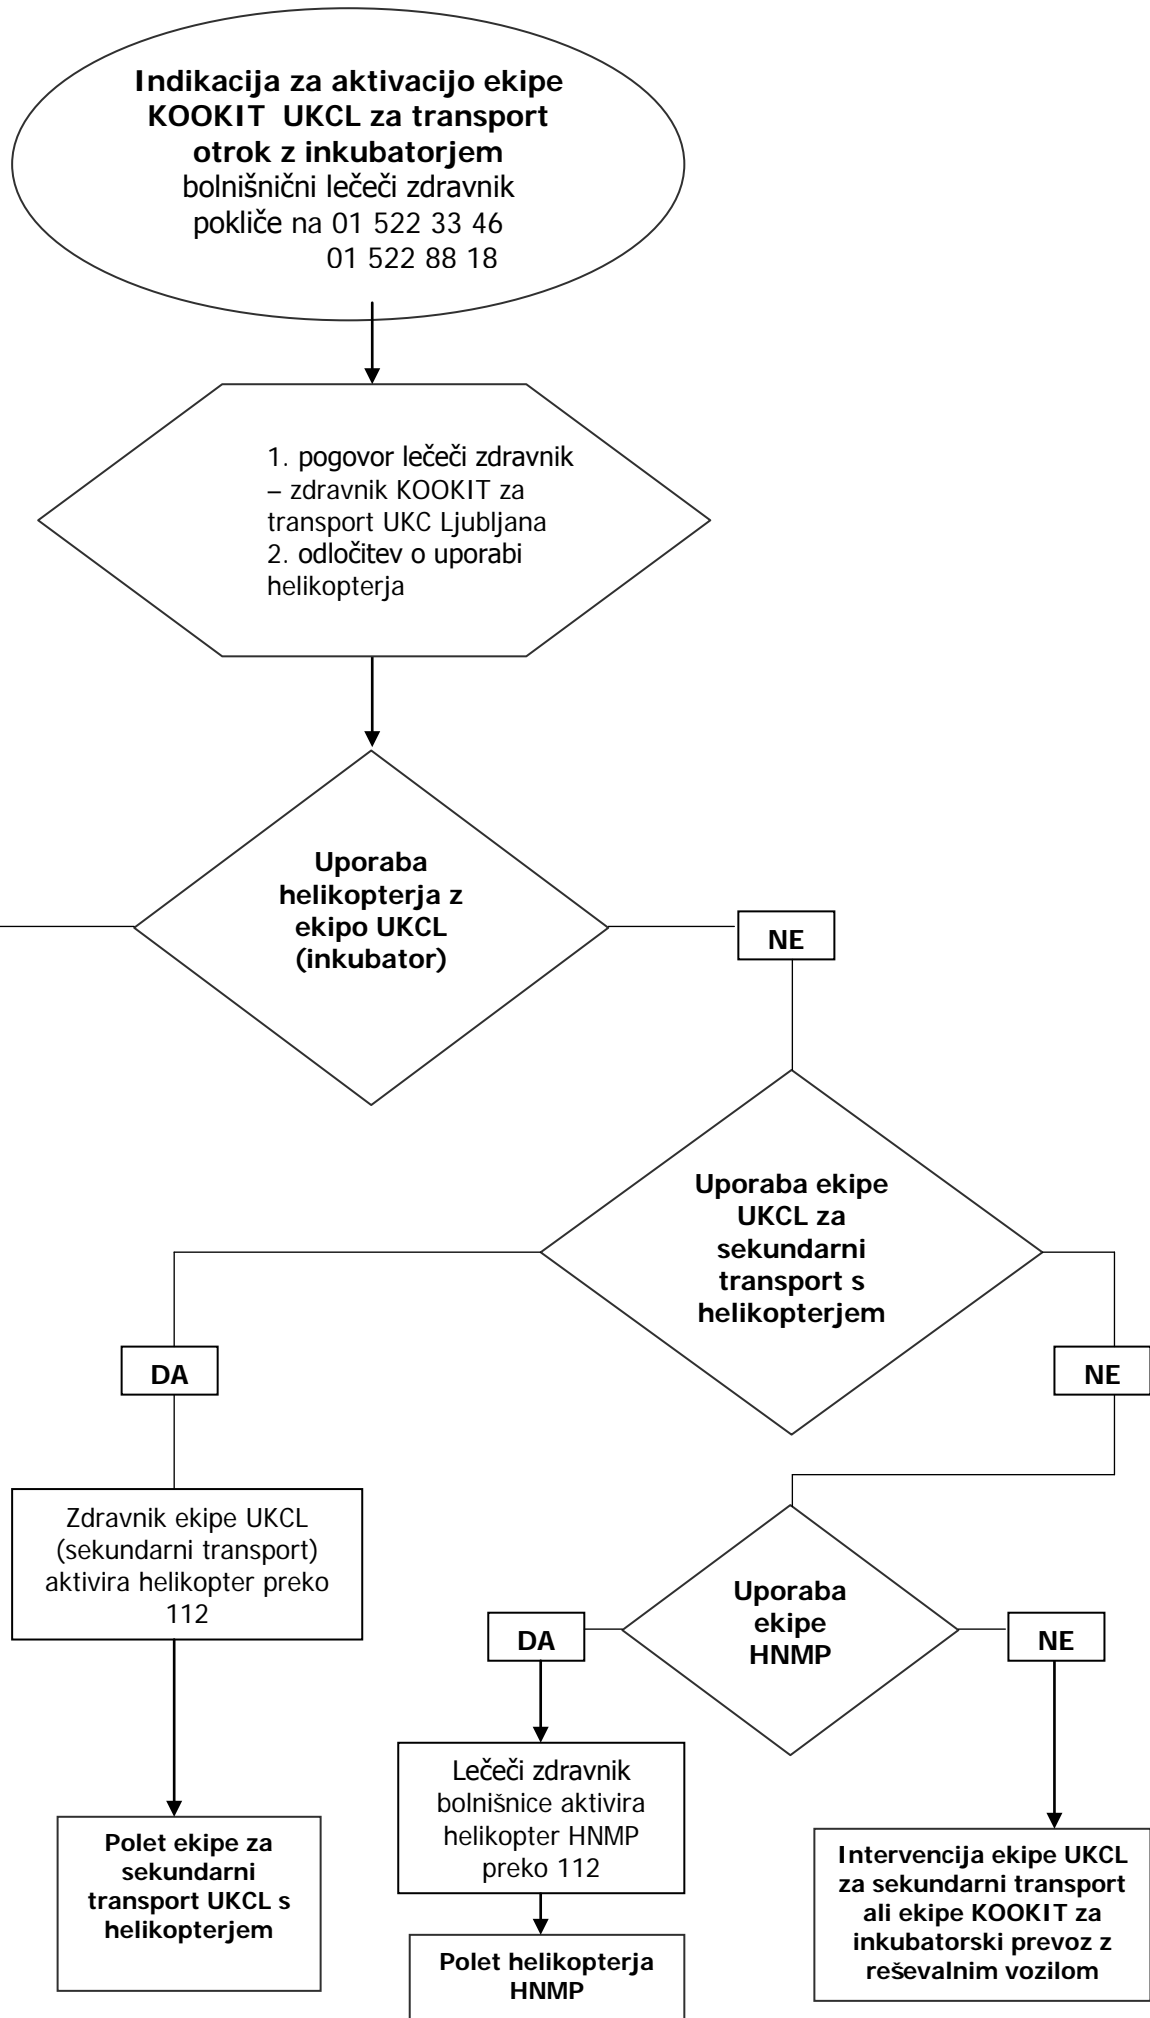 Indikacija za aktivacijo ekipe
KOOKIT UKCL za transport
otrok z inkubatorjem
bolnišnični lečeči zdravnik
pokliče na 01 522 33 46
01 522 88 18
1. pogovor lečeči zdravnik
– zdravnik KOOKIT za
transport UKC Ljubljana
2. odločitev o uporabi
helikopterja
Uporaba
helikopterja z
ekipo UKCL
(inkubator)
NE
Uporaba ekipe
UKCL za
sekundarni
transport s
helikopterjem
DA
NE
Zdravnik ekipe UKCL
(sekundarni transport)
aktivira helikopter preko
112
Uporaba
ekipe
HNMP
DA
NE
Lečeči zdravnik
bolnišnice aktivira
helikopter HNMP
preko 112
Polet ekipe za
sekundarni
transport UKCL s
helikopterjem
Polet helikopterja
HNMP
Intervencija ekipe UKCL
za sekundarni transport
ali ekipe KOOKIT za
inkubatorski prevoz z
reševalnim vozilom